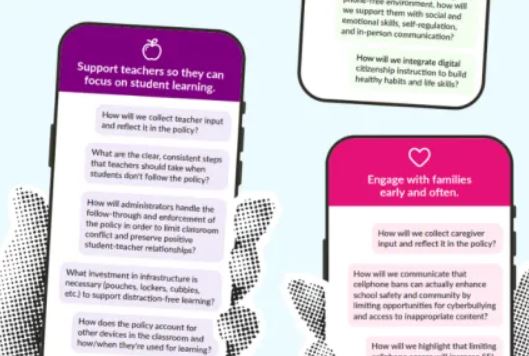 phone-free environment, how will
we support them with social and
emotional skills, self-regulation,
and in-person communication?
How will we integrate digital
citizenship instruction to build
healthy habits and life skills?
Support teachers so they can
focus on student learning.
How will we collect teacher input
and reflect it in the policy?
What are the clear, consistent steps
that teachers should take when
students don't follow the policy?
How will administrators handle the
follow-through and enforcement of
the policy in order to limit classroom
conflict and preserve positive
student-teacher relationships?
What investment in infrastructure is
necessary (pouches, lockers, cubbies,
etc.) to support distraction-free learning?
How does the policy account for
other devices in the classroom and
how/when they're used for learning?
Engage with families
early and often.
How will we collect caregiver
input and reflect it in the policy?
How will we communicate that
cellphone bans can actually enhance
school safety and community by
limiting opportunities for cyberbullying
and access to inappropriate content?
How will we highlight that limiting